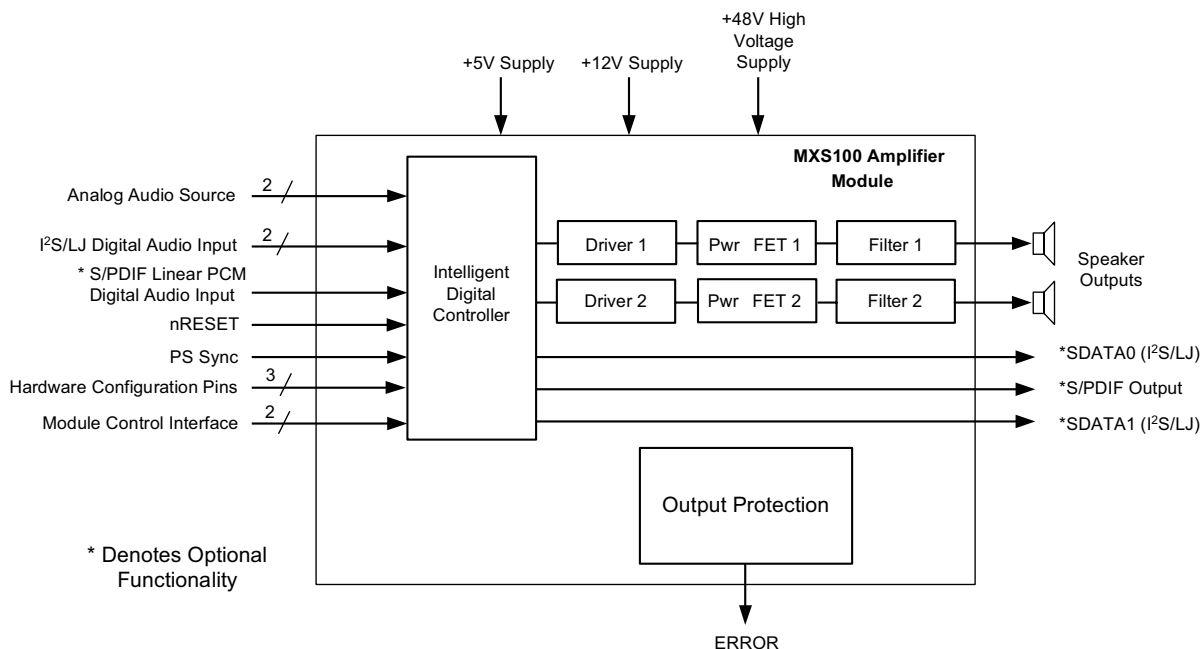 +48V High
Voltage
Supply
+5V Supply
+12V Supply
MXS100 Amplifier
Module
Analog Audio Source
2
I²S/LJ Digital Audio Input
2
* S/PDIF Linear PCM
Digital Audio Input
nRESET
PS Sync
Hardware Configuration Pins
3
Module Control Interface
2
Intelligent
Digital
Controller
Driver 1
Pwr FET 1
Filter 1
Driver 2
Pwr FET 2
Filter 2
Speaker
Outputs
*SDATA0 (I²S/LJ)
*S/PDIF Output
*SDATA1 (I²S/LJ)
Output Protection
* Denotes Optional
Functionality
ERROR